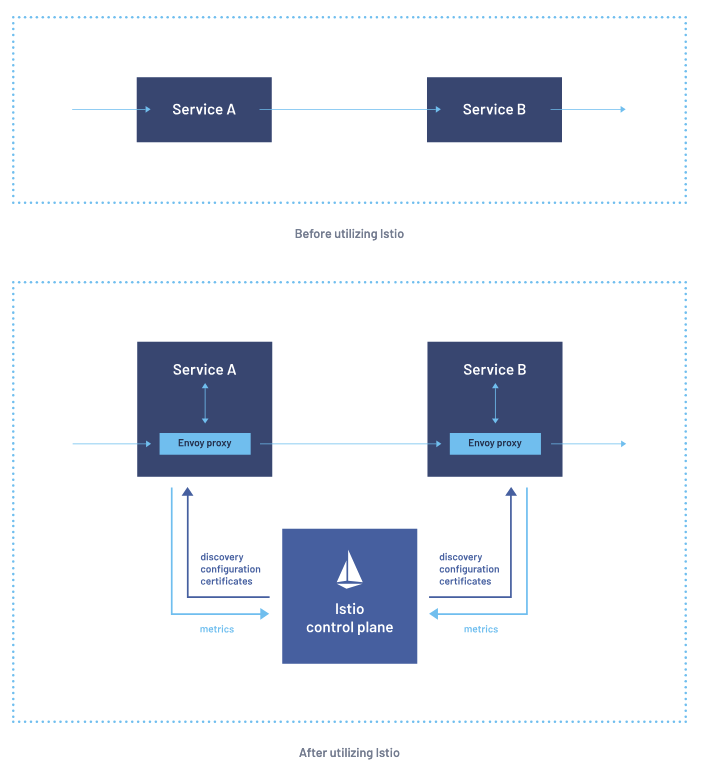 Service A
Service B
Before utilizing Istio
Service A
Service B
Envoy proxy
Envoy proxy
discovery
configuration
certificates
discovery
configuration
certificates
Istio
control plane
metrics
metrics
After utilizing Istio